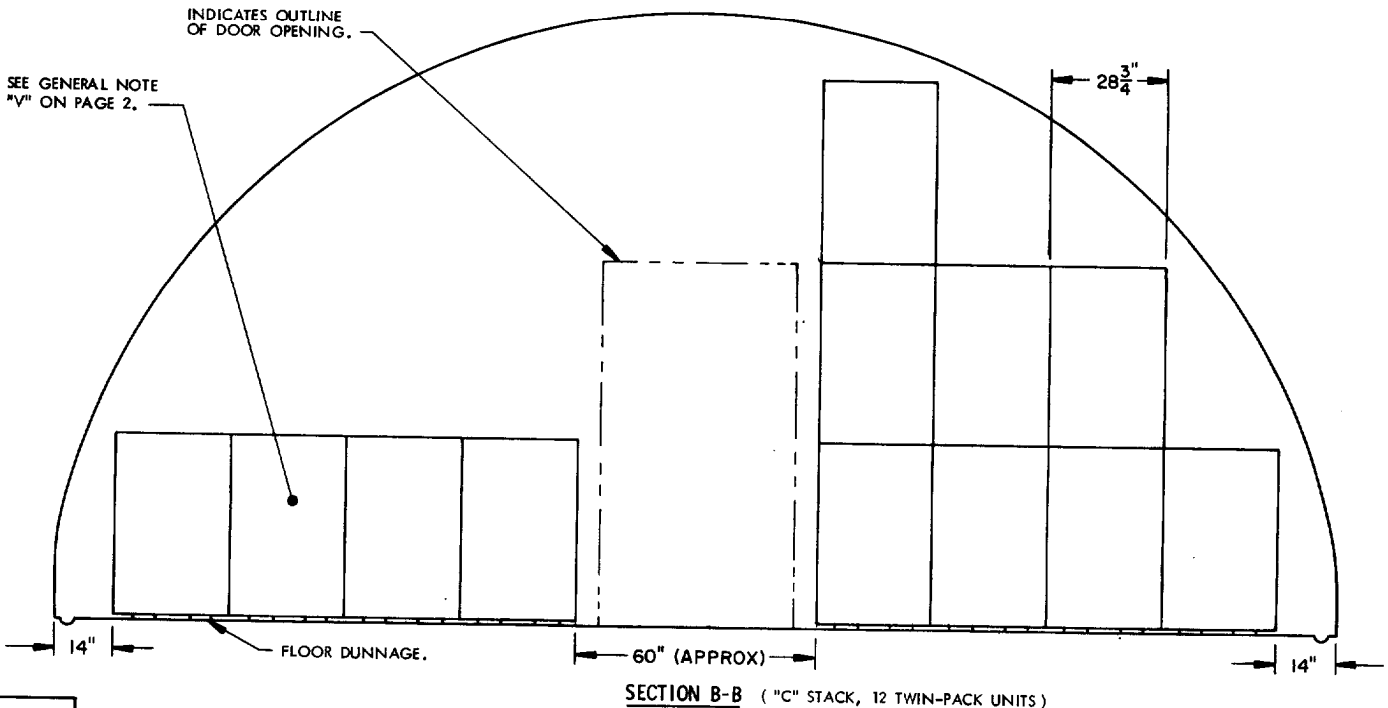 INDICATES OUTLINE
OF DOOR OPENING.
SEE GENERAL NOTE
"V" ON PAGE 2.
28 3/4"
14"
FLOOR DUNNAGE.
60" (APPROX)
14"
SECTION B-B ( "C" STACK, 12 TWIN-PACK UNITS )